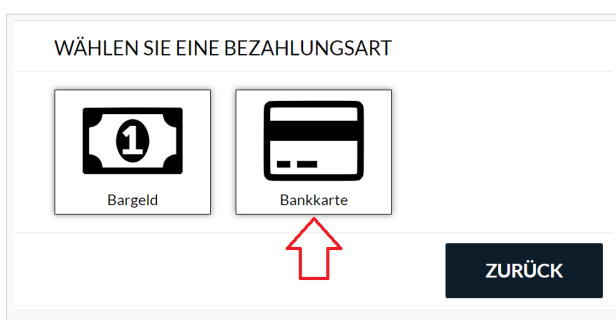 WÄHLEN SIE EINE BEZAHLUNGSART
1
Bargeld
Bankkarte
ZURÜCK